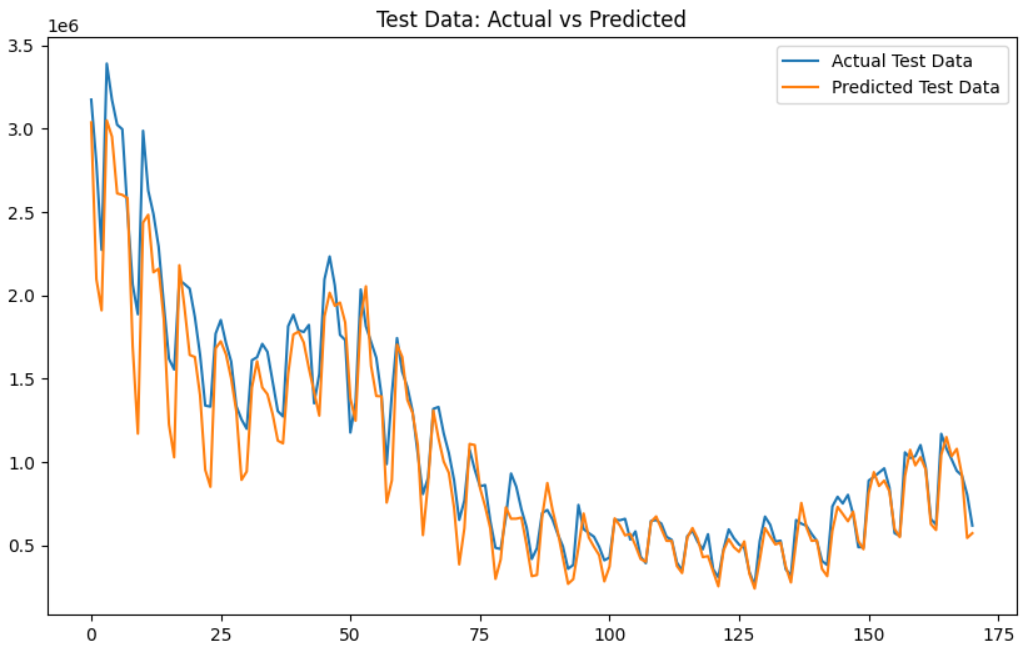 Test Data: Actual vs Predicted
1e6
Actual Test Data
Predicted Test Data
3.5
3.0
2.5
2.0
1.5
1.0
0.5
0 25 50 75 100 125 150 175